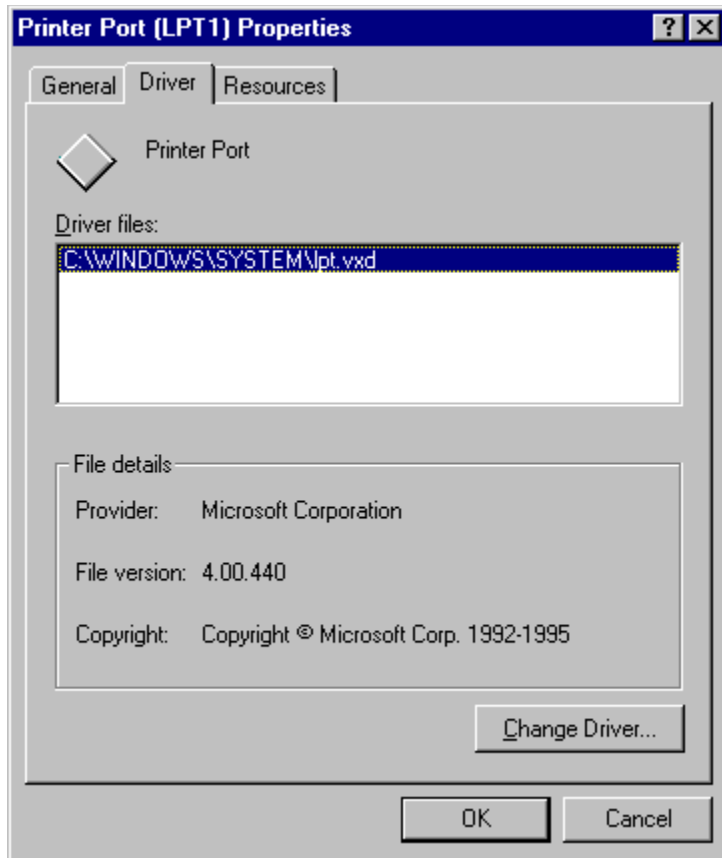 Printer Port (LPT1) Properties
General Driver Resources
Printer Port
Driver files:
C:\WINDOWS\SYSTEM\lpt.vxd
File details
Provider: Microsoft Corporation
File version: 4.00.440
Copyright: Copyright © Microsoft Corp. 1992-1995
Change Driver...
OK Cancel